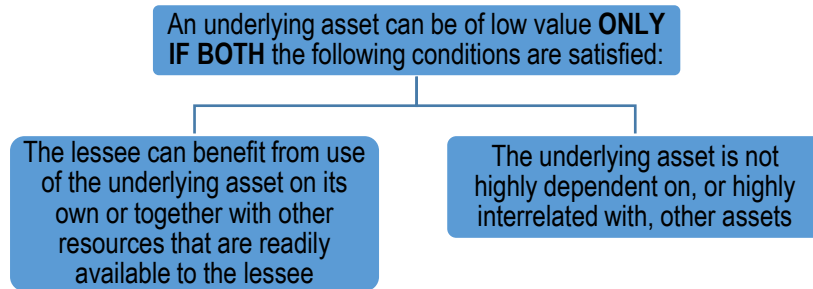 An underlying asset can be of low value ONLY
IF BOTH the following conditions are satisfied:
The lessee can benefit from use
of the underlying asset on its
own or together with other
resources that are readily
available to the lessee
The underlying asset is not
highly dependent on, or highly
interrelated with, other assets